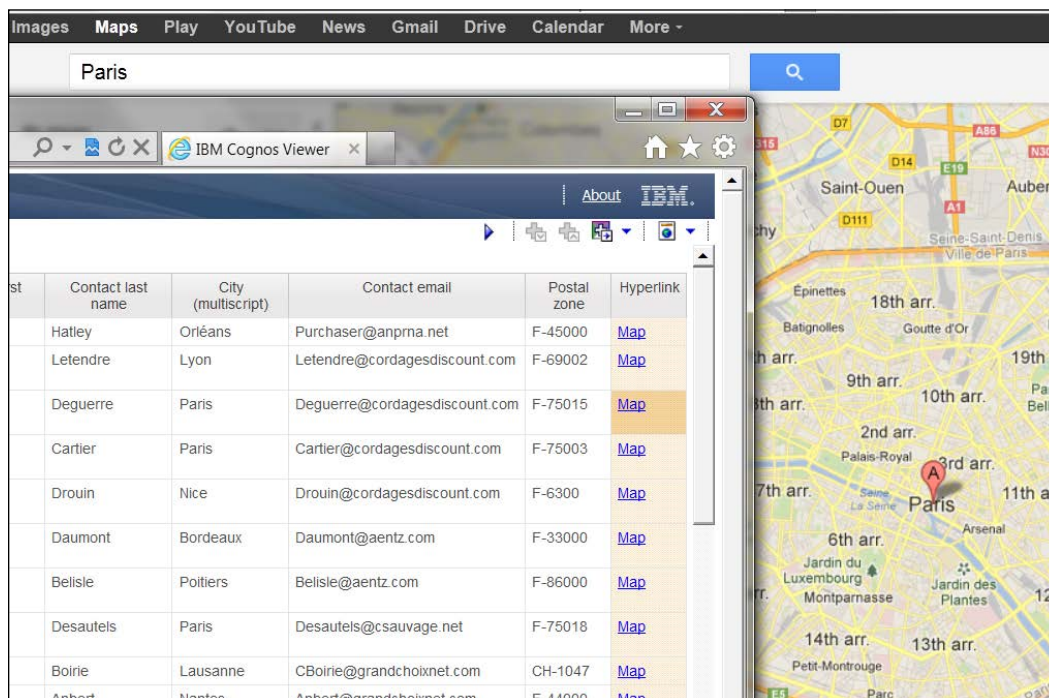 Images Maps Play YouTube News Gmail Drive Calendar More
Paris
IBM Cognos Viewer
About IBM.
Contact last name City (multiscript) Contact email Postal zone Hyperlink
Hatley Orléans Purchaser@anprna.net F-45000 Map
Letendre Lyon Letendre@cordagesdiscount.com F-69002 Map
Deguerre Paris Deguerre@cordagesdiscount.com F-75015 Map
Cartier Paris Cartier@cordagesdiscount.com F-75003 Map
Drouin Nice Drouin@cordagesdiscount.com F-6300 Map
Daumont Bordeaux Daumont@aentz.com F-33000 Map
Belisle Poitiers Belisle@aentz.com F-86000 Map
Desautels Paris Desautels@csauvage.net F-75018 Map
Boirie Lausanne CBoirie@grandchoixnet.com CH-1047 Map
D7
A86
D14
E19
Saint-Ouen
A1
D111
Seine-Saint-Denis
Ville de Paris
Épinettes
18th arr.
Batignolles
Goutte d'Or
19th
9th arr.
10th arr.
2nd arr.
Palais-Royal
3rd arr.
A
7th arr.
Seine
La Seine
Paris
11th
Arsenal
6th arr.
Jardin du
Luxembourg
Jardin des
Plantes
Montparnasse
14th arr.
13th arr.
Petit-Montrouge
Parc
E5